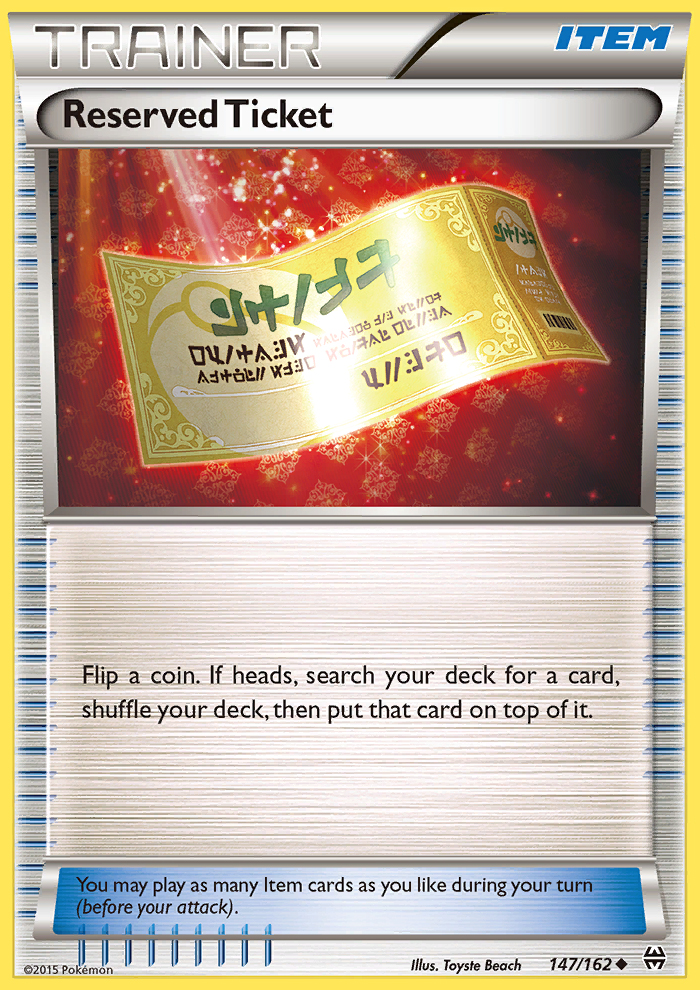 TRAINER
ITEM
Reserved Ticket
Flip a coin. If heads, search your deck for a card,
shuffle your deck, then put that card on top of it.
You may play as many Item cards as you like during your turn
(before your attack).
©2015 Pokémon
Illus. Toyste Beach 147/162